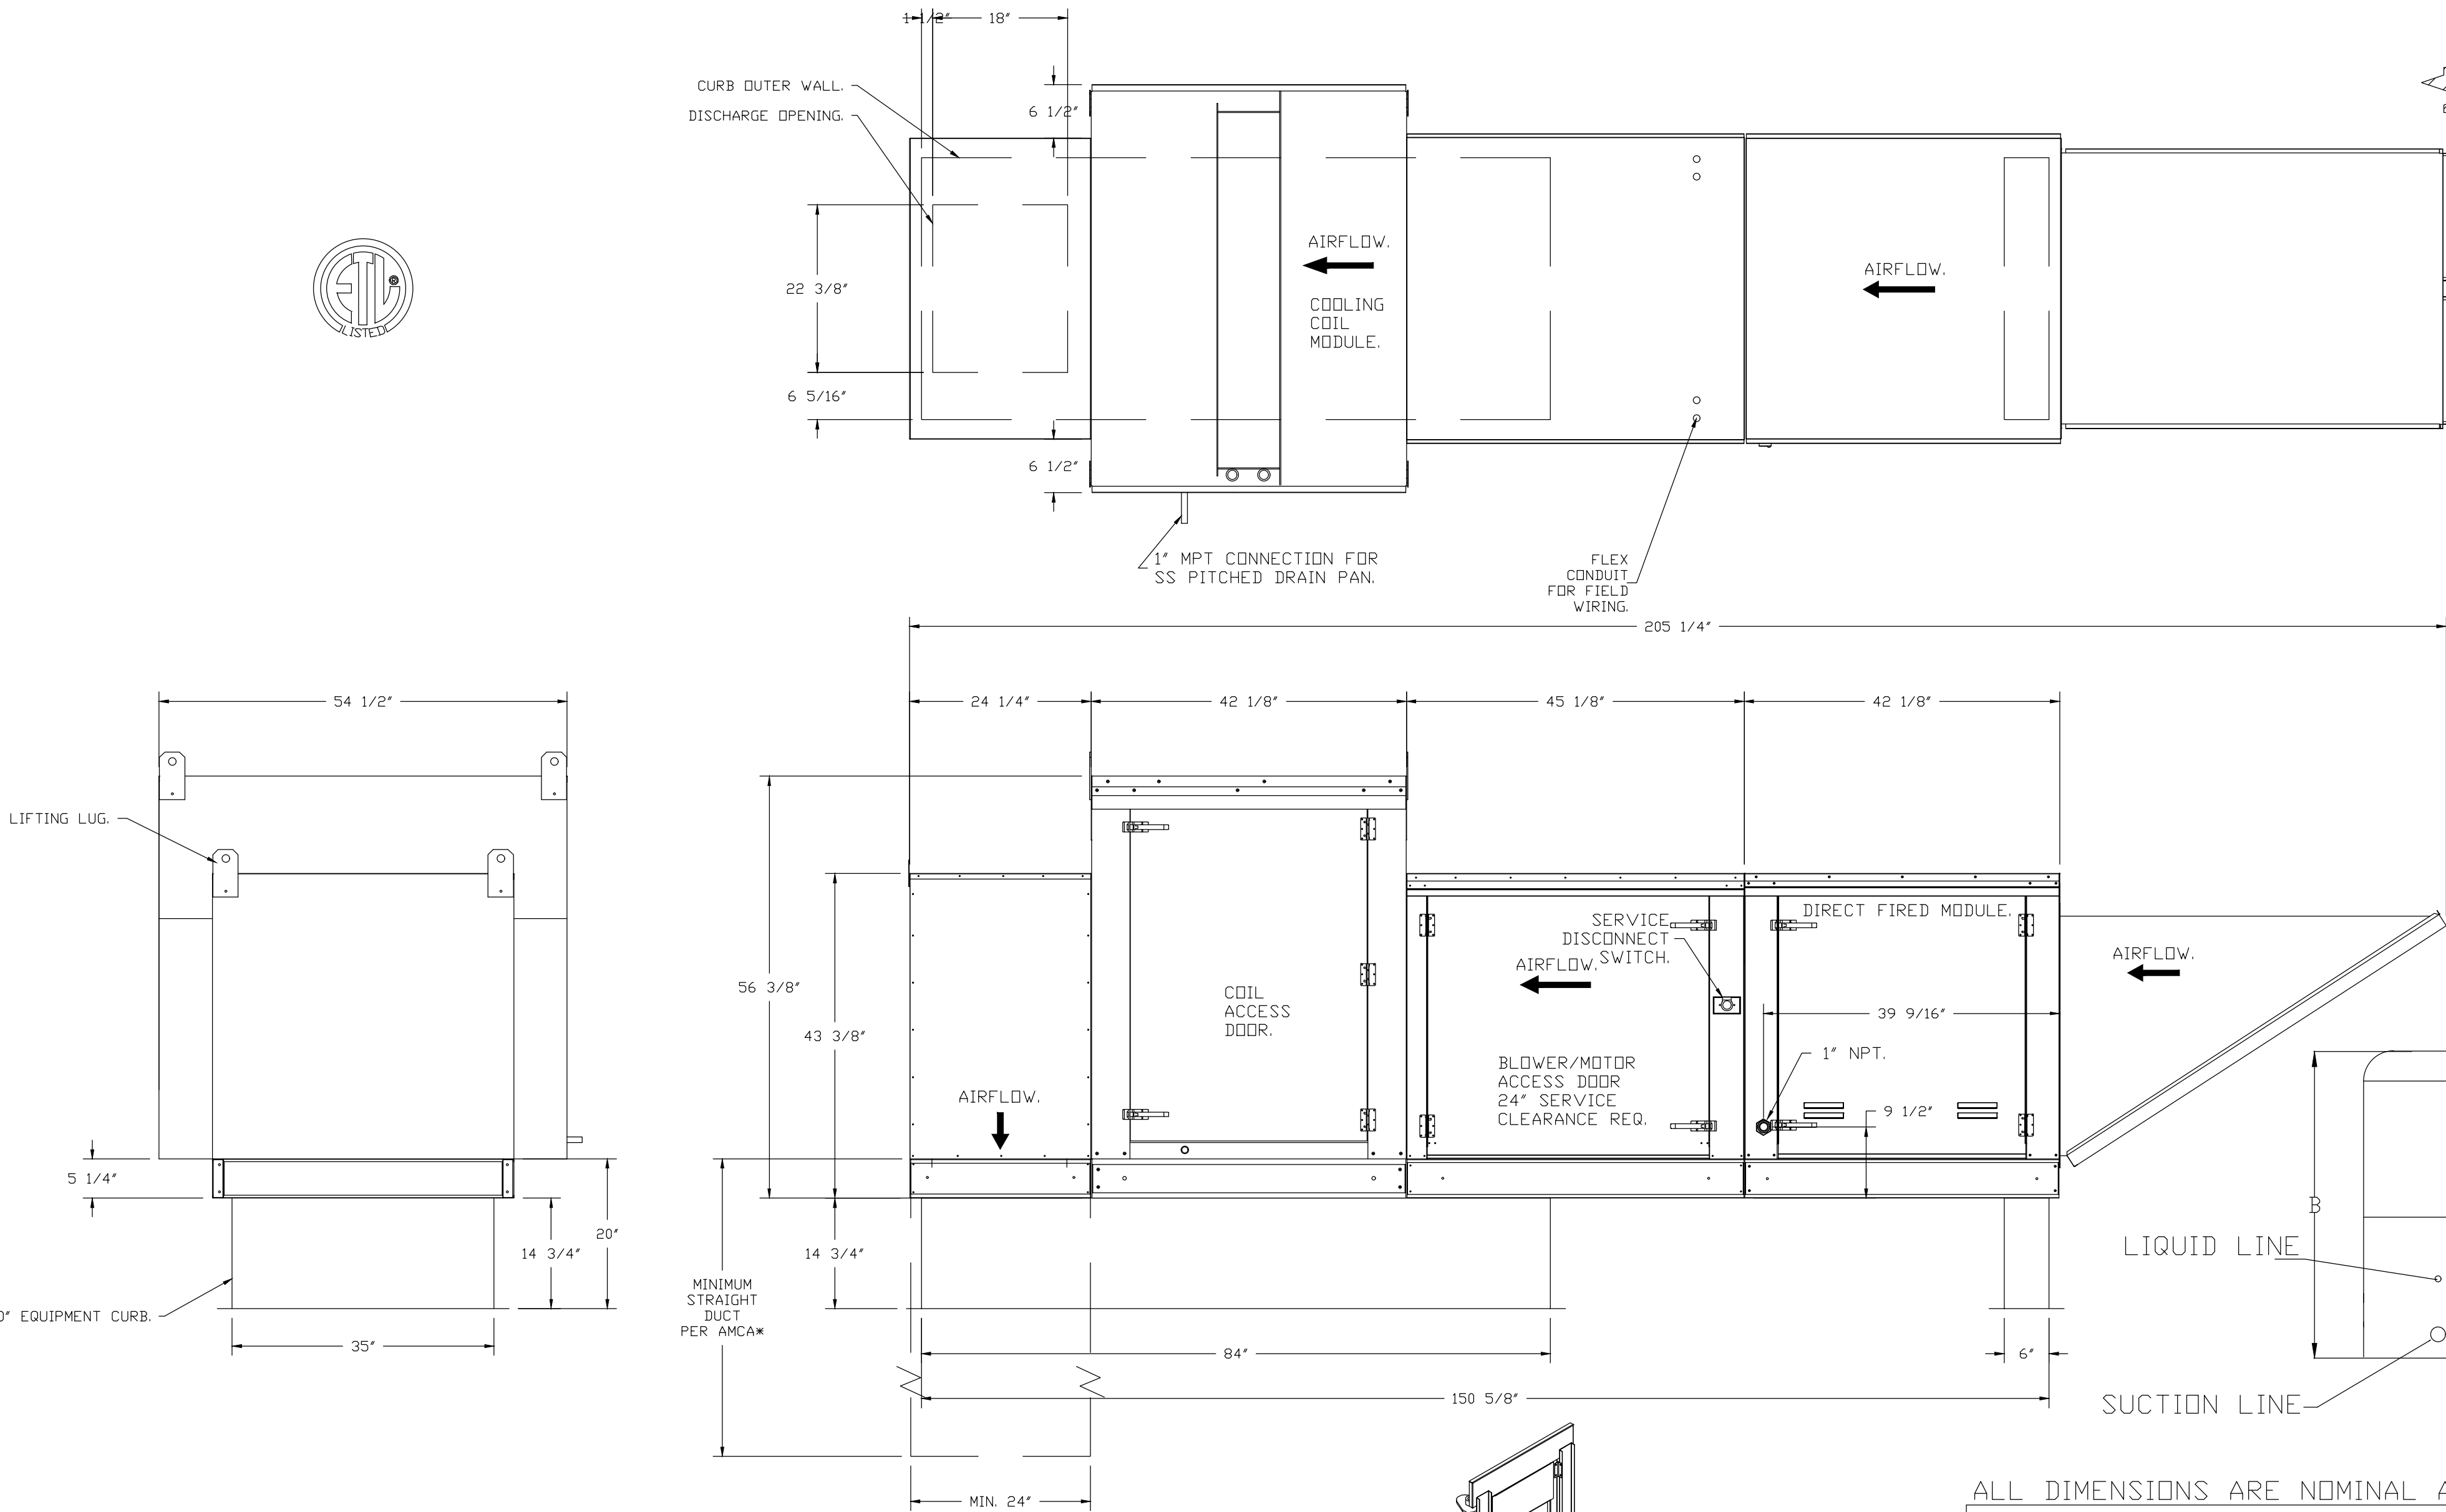 1 1/2"
18"
CURB OUTER WALL.
DISCHARGE OPENING.
6 1/2"
22 3/8"
6 5/16"
6 1/2"
AIRFLOW.
COOLING
COIL
MODULE.
AIRFLOW.
ETL
®
LISTED
1" MPT CONNECTION FOR
SS PITCHED DRAIN PAN.
FLEX
CONDUIT
FOR FIELD
WIRING.
205 1/4"
54 1/2"
24 1/4"
42 1/8"
45 1/8"
42 1/8"
LIFTING LUG.
56 3/8"
43 3/8"
COIL
ACCESS
DOOR.
SERVICE
DISCONNECT
SWITCH.
AIRFLOW.
BLOWER/MOTOR
ACCESS DOOR
24" SERVICE
CLEARANCE REQ.
DIRECT FIRED MODULE.
39 9/16"
1" NPT.
9 1/2"
AIRFLOW.
AIRFLOW.
5 1/4"
14 3/4"
20"
14 3/4"
0" EQUIPMENT CURB.
35"
MINIMUM
STRAIGHT
DUCT
PER AMCA*
84"
6"
150 5/8"
MIN. 24"
B
LIQUID LINE
SUCTION LINE
ALL DIMENSIONS ARE NOMINAL